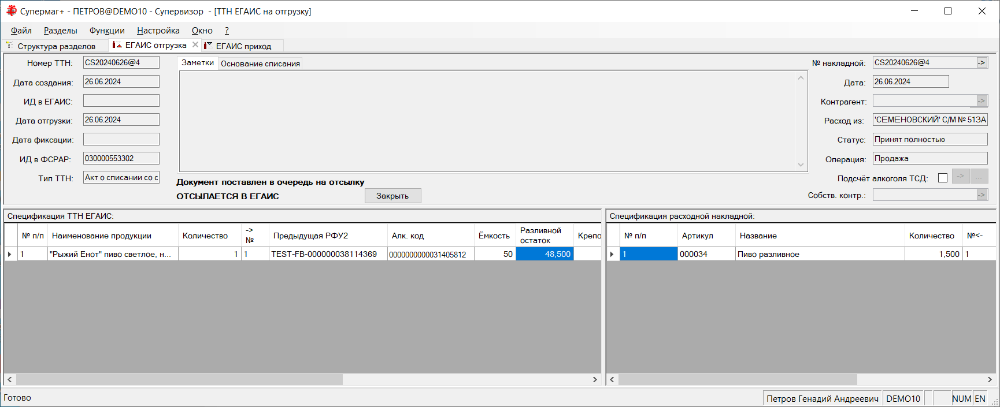 Супермаг+ - ПЕТРОВ@DEMO10 - Супервизор - [ТТН ЕГАИС на отгрузку]
Файл Разделы Функции Настройка Окно ?
Структура разделов ЕГАИС отгрузка ЕГАИС приход
Номер ТТН: CS20240626@4
Дата создания: 26.06.2024
ИД в ЕГАИС:
Дата отгрузки: 26.06.2024
Дата фиксации:
ИД в ФСРАР: 030000553302
Тип ТТН: Акт о списании со с
Заметки Основание списания
Документ поставлен в очередь на отсылку
ОТСЫЛАЕТСЯ В ЕГАИС Закрыть
№ накладной: CS20240626@4 ->
Дата: 26.06.2024
Контрагент: ->
Расход из: 'СЕМЕНОВСКИЙ' С/М № 513А
Статус: Принят полностью
Операция: Продажа
Подсчёт алкоголя ТСД: -> ...
Собств. контр.: ->
Спецификация ТТН ЕГАИС:
№ п/п Наименование продукции Количество -> № Предыдущая РФУ2 Алк. код Ёмкость Разливной остаток Крепо
1 "Рыжий Енот" пиво светлое, н... 1 1 TEST-FB-000000038114369 0000000000031405812 50 48,500
Спецификация расходной накладной:
№ п/п Артикул Название Количество №<-
1 000034 Пиво разливное 1,500 1
Готово Петров Генадий Андреевич DEMO10 NUM EN